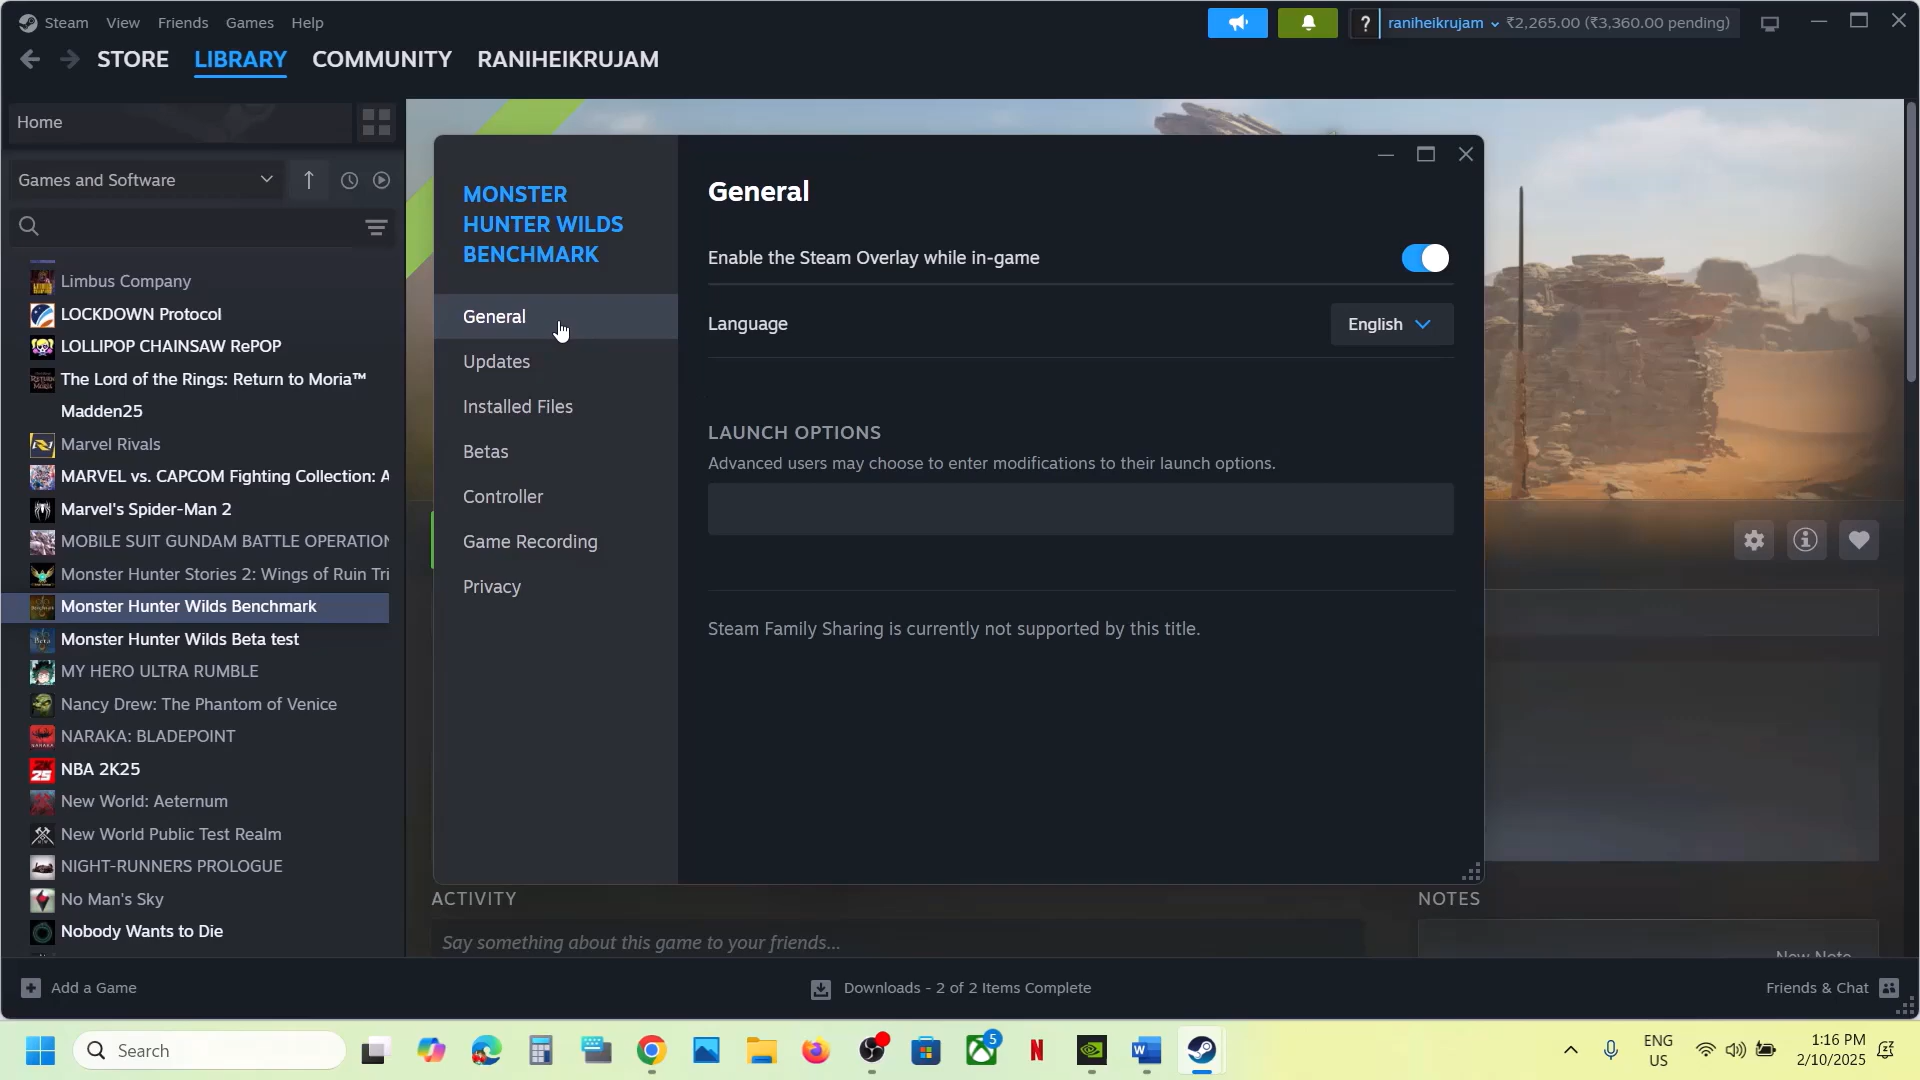 Steam View Friends Games Help
? raniheikrujam ₹2,265.00 (₹3,360.00 pending)
STORE LIBRARY COMMUNITY RANIHEIKRUJAM
Home
Games and Software
Limbus Company
LOCKDOWN Protocol
LOLLIPOP CHAINSAW RePOP
The Lord of the Rings: Return to Moria™
Madden25
Marvel Rivals
MARVEL vs. CAPCOM Fighting Collection: A
Marvel's Spider-Man 2
MOBILE SUIT GUNDAM BATTLE OPERATION
Monster Hunter Stories 2: Wings of Ruin Tri
Monster Hunter Wilds Benchmark
Monster Hunter Wilds Beta test
MY HERO ULTRA RUMBLE
Nancy Drew: The Phantom of Venice
NARAKA: BLADEPOINT
NBA 2K25
New World: Aeternum
New World Public Test Realm
NIGHT-RUNNERS PROLOGUE
No Man's Sky
Nobody Wants to Die
MONSTER
HUNTER WILDS
BENCHMARK
General
Updates
Installed Files
Betas
Controller
Game Recording
Privacy
General
Enable the Steam Overlay while in-game
Language English
LAUNCH OPTIONS
Advanced users may choose to enter modifications to their launch options.
Steam Family Sharing is currently not supported by this title.
ACTIVITY
Say something about this game to your friends...
NOTES
New Note
Add a Game
Downloads - 2 of 2 Items Complete
Friends & Chat
Search
5
ENG
US
1:16 PM
2/10/2025